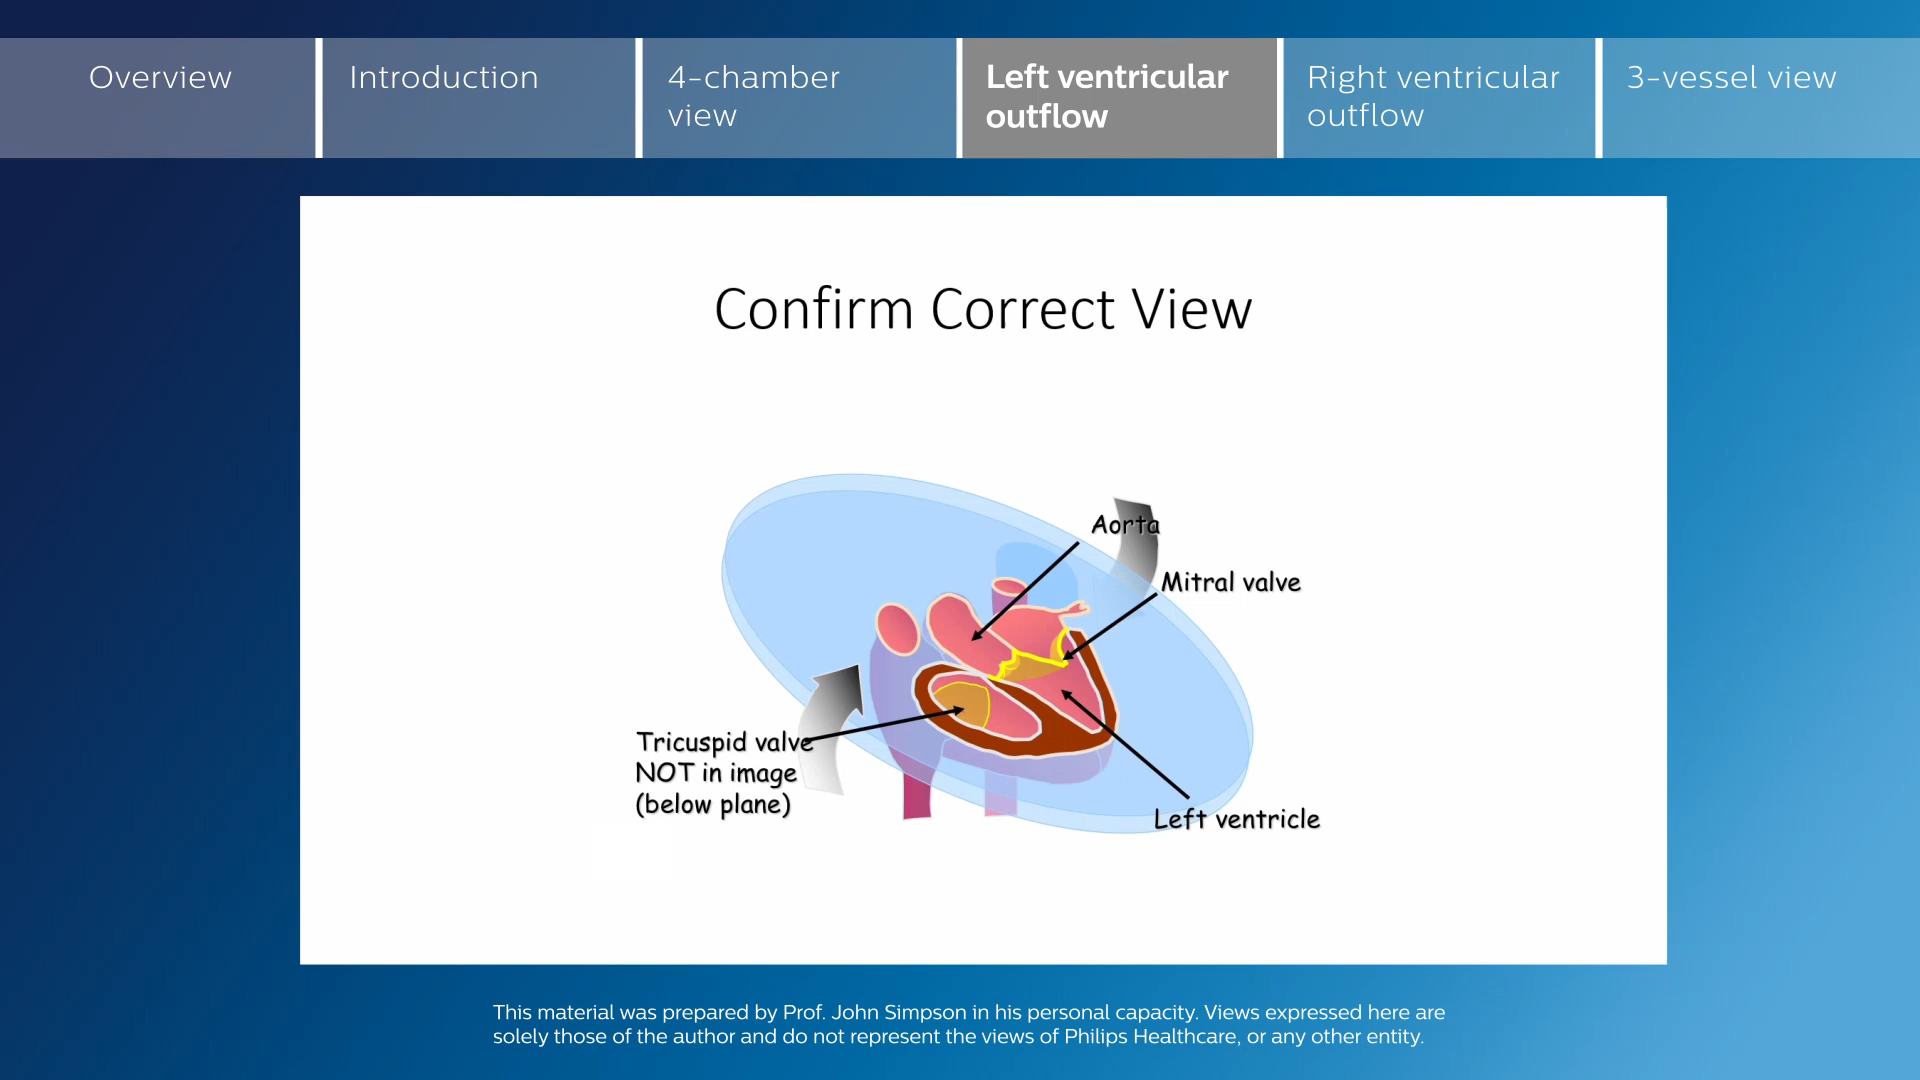 Overview
Introduction
4-chamber
view
Left ventricular
outflow
Right ventricular
outflow
3-vessel view
Confirm Correct View
Aorta
Mitral valve
Tricuspid valve
NOT in image
(below plane)
Left ventricle
This material was prepared by Prof. John Simpson in his personal capacity. Views expressed here are
solely those of the author and do not represent the views of Philips Healthcare, or any other entity.